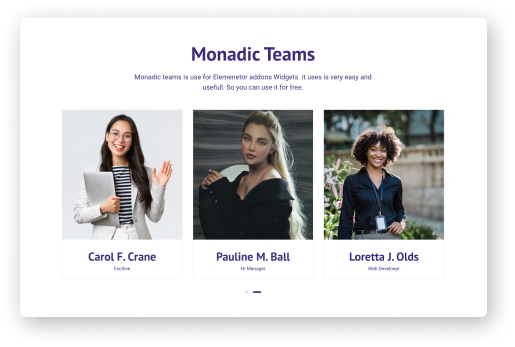 Monadic Teams
Monadic teams is use for Elemenetor addons Widgets. it uses is very easy and
usefull. So you can use it for free.
Carol F. Crane
Excitive
Pauline M. Ball
Hr Manager
Loretta J. Olds
Web Develoepr